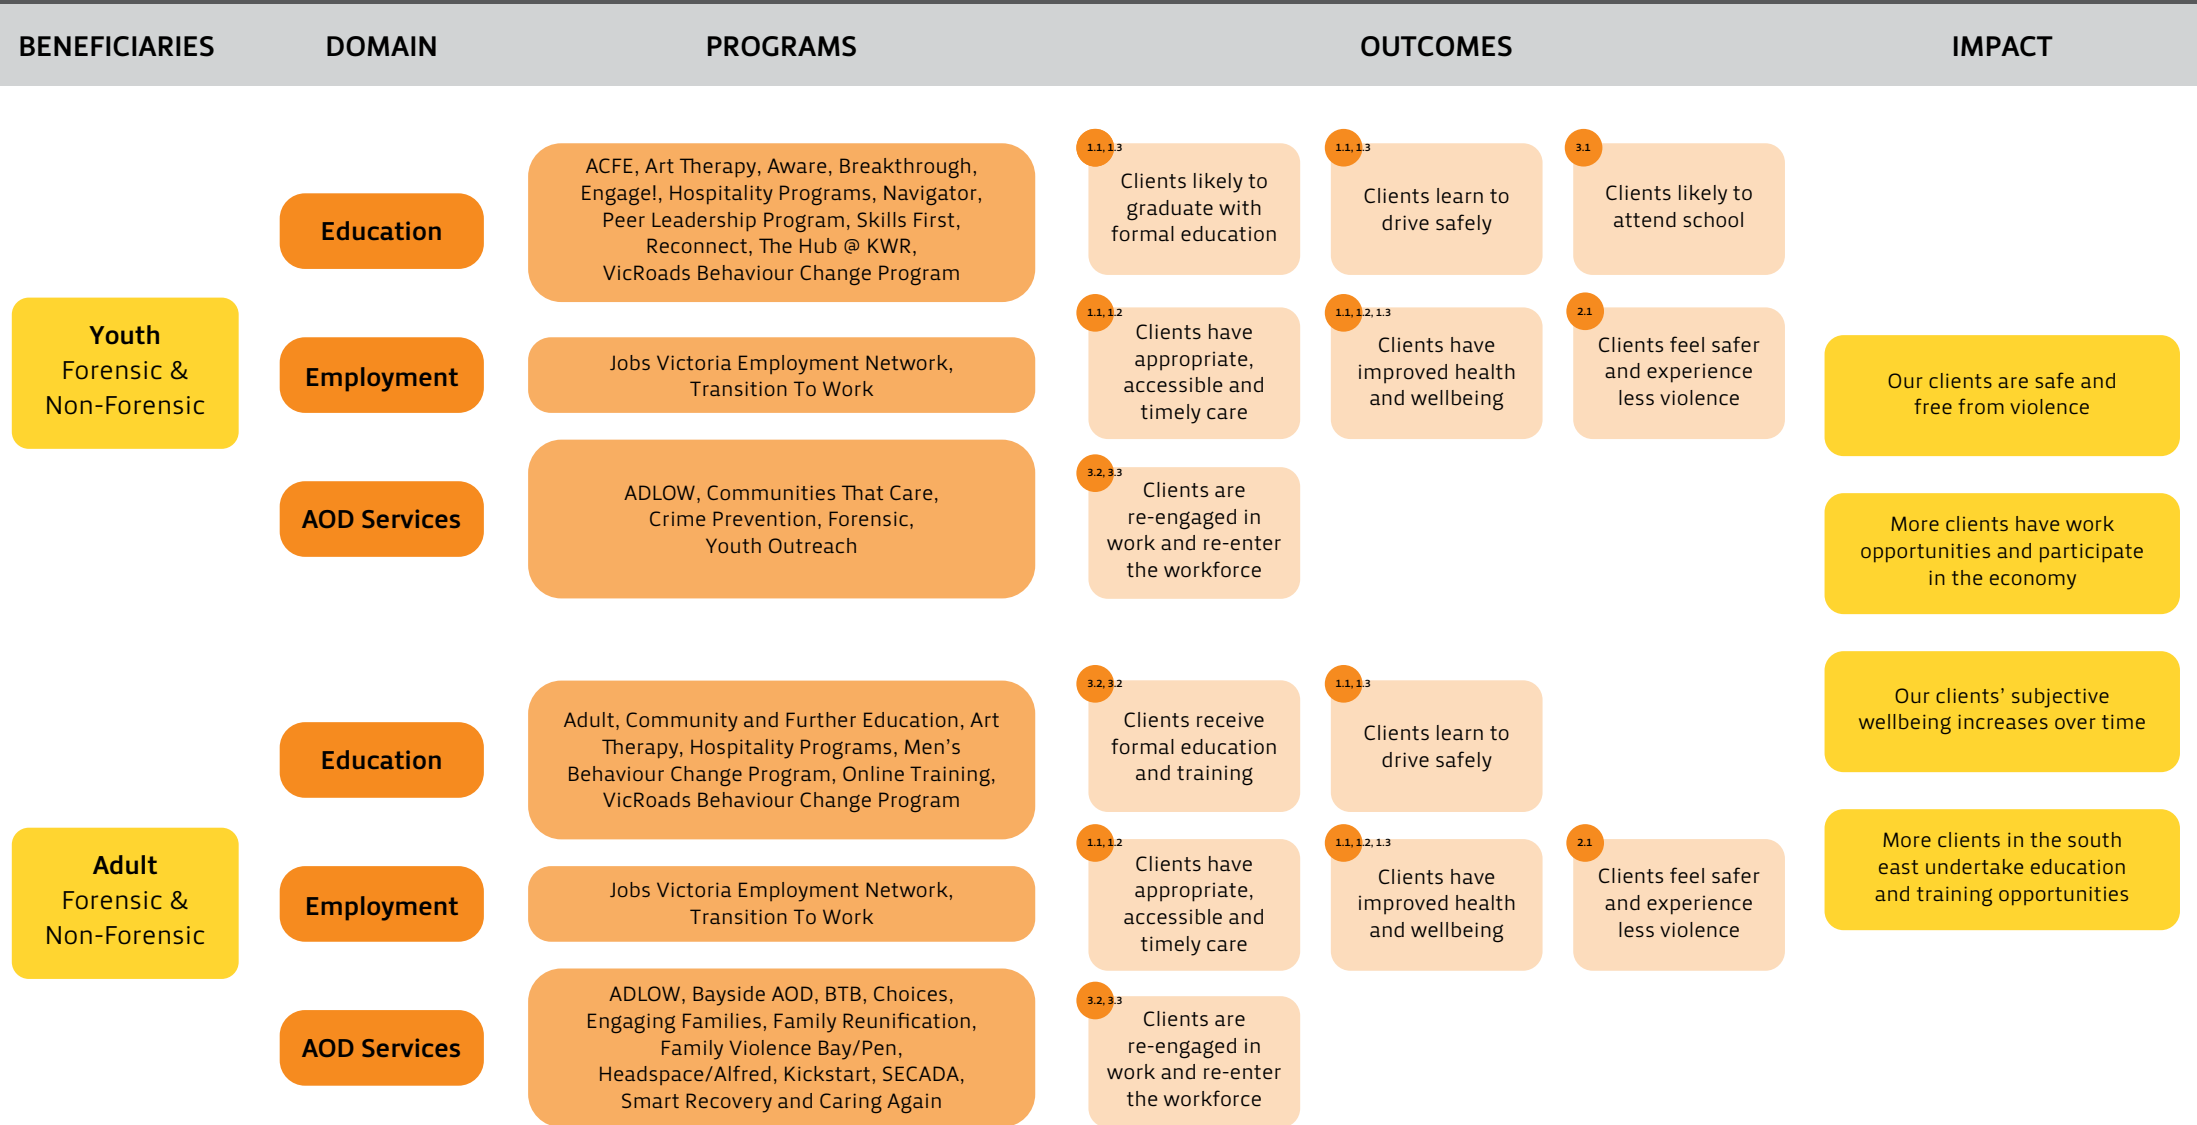 BENEFICIARIES
DOMAIN
PROGRAMS
OUTCOMES
IMPACT
Youth
Forensic &
Non-Forensic
Education
ACFE, Art Therapy, Aware, Breakthrough,
Engage!, Hospitality Programs, Navigator,
Peer Leadership Program, Skills First,
Reconnect, The Hub @ KWR,
VicRoads Behaviour Change Program
1.1, 1.3
Clients likely to
graduate with
formal education
1.1, 1.3
Clients learn to
drive safely
3.1
Clients likely to
attend school
Employment
Jobs Victoria Employment Network,
Transition To Work
1.1, 1.2
Clients have
appropriate,
accessible and
timely care
1.1, 1.2, 1.3
Clients have
improved health
and wellbeing
2.1
Clients feel safer
and experience
less violence
AOD Services
ADLOW, Communities That Care,
Crime Prevention, Forensic,
Youth Outreach
3.2, 3.3
Clients are
re-engaged in
work and re-enter
the workforce
Adult
Forensic &
Non-Forensic
Education
Adult, Community and Further Education, Art
Therapy, Hospitality Programs, Men's
Behaviour Change Program, Online Training,
VicRoads Behaviour Change Program
3.2, 3.2
Clients receive
formal education
and training
1.1, 1.3
Clients learn to
drive safely
Employment
Jobs Victoria Employment Network,
Transition To Work
1.1, 1.2
Clients have
appropriate,
accessible and
timely care
1.1, 1.2, 1.3
Clients have
improved health
and wellbeing
2.1
Clients feel safer
and experience
less violence
AOD Services
ADLOW, Bayside AOD, BTB, Choices,
Engaging Families, Family Reunification,
Family Violence Bay/Pen,
Headspace/Alfred, Kickstart, SECADA,
Smart Recovery and Caring Again
3.2, 3.3
Clients are
re-engaged in
work and re-enter
the workforce
Our clients are safe and
free from violence
More clients have work
opportunities and participate
in the economy
Our clients' subjective
wellbeing increases over time
More clients in the south
east undertake education
and training opportunities